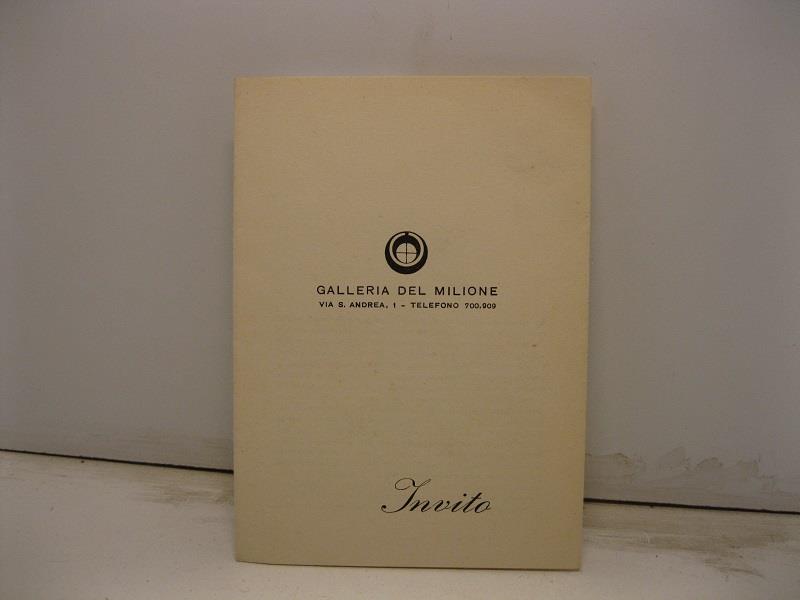 GALLERIA DEL MILIONE
VIA S. ANDREA, 1 - TELEFONO 700.909
Invito